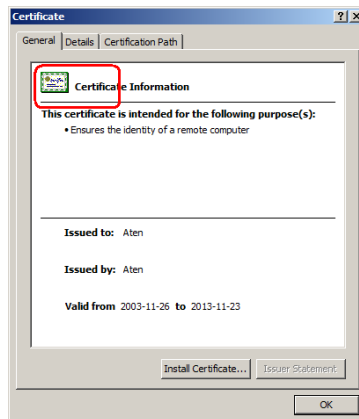 Certificate
General Details Certification Path
Certificate Information
This certificate is intended for the following purpose(s):
• Ensures the identity of a remote computer
Issued to: Aten
Issued by: Aten
Valid from 2003-11-26 to 2013-11-23
Install Certificate... Issuer Statement
OK